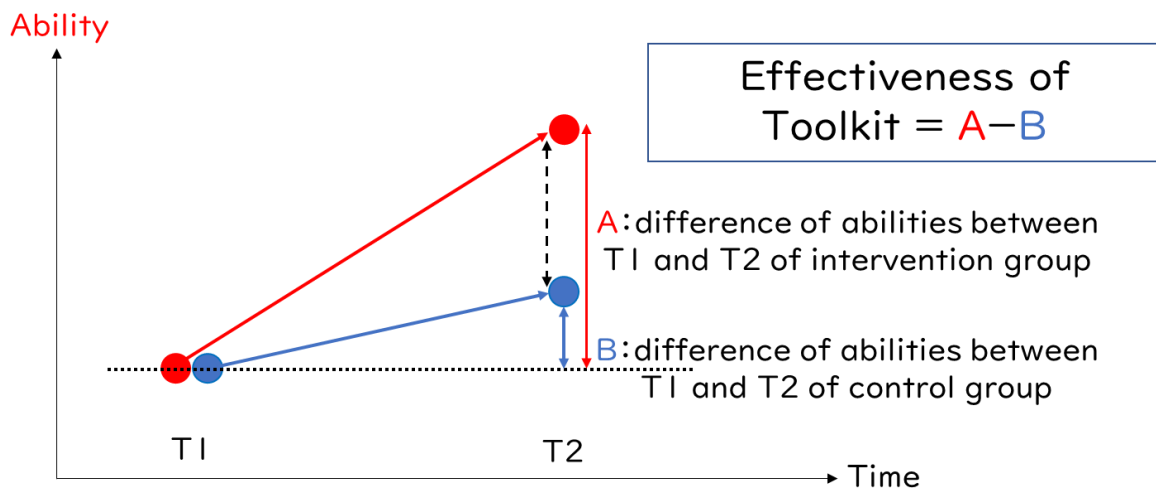 Ability
Effectiveness of
Toolkit = A−B
A:difference of abilities between
T1 and T2 of intervention group
B:difference of abilities between
T1 and T2 of control group
T1
T2
Time